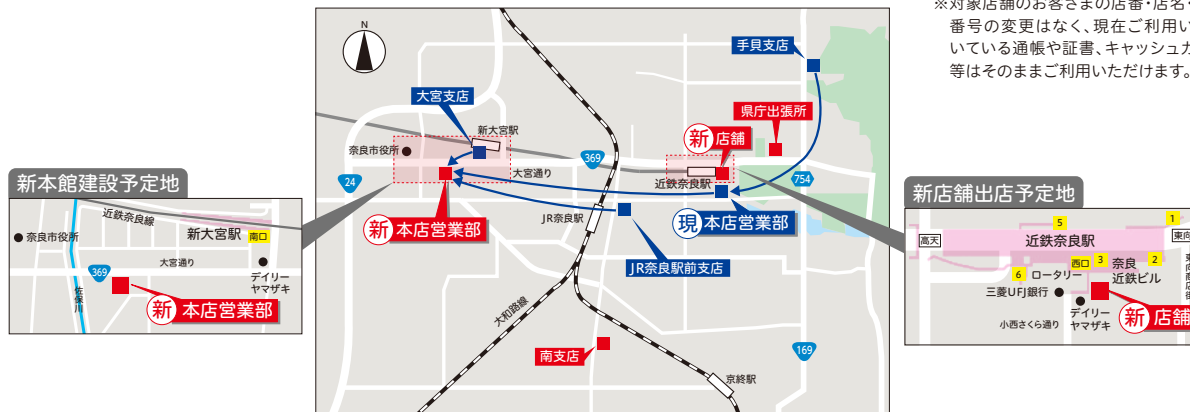 ※対象店舗のお客さまの店番・店名・
番号の変更はなく、現在ご利用い
いている通帳や証書、キャッシュカ
等はそのままご利用いただけます。
N
手貝支店
大宮支店
県庁出張所
新大宮駅
新 店舗
奈良市役所
369
大宮通り
近鉄奈良駅
24
754
新 本店営業部
JR奈良駅
現 本店営業部
JR奈良駅前支店
大和路線
南支店
169
京終駅
新本館建設予定地
近鉄奈良線
奈良市役所
新大宮駅
南口
大宮通り
369
デイリー
ヤマザキ
佐保川
新 本店営業部
新店舗出店予定地
5
1
高天
近鉄奈良駅
東向
西口
3
奈良
近鉄ビル
2
6
ロータリー
三菱UFJ銀行
デイリー
ヤマザキ
小西さくら通り
新 店舗
東向商店街